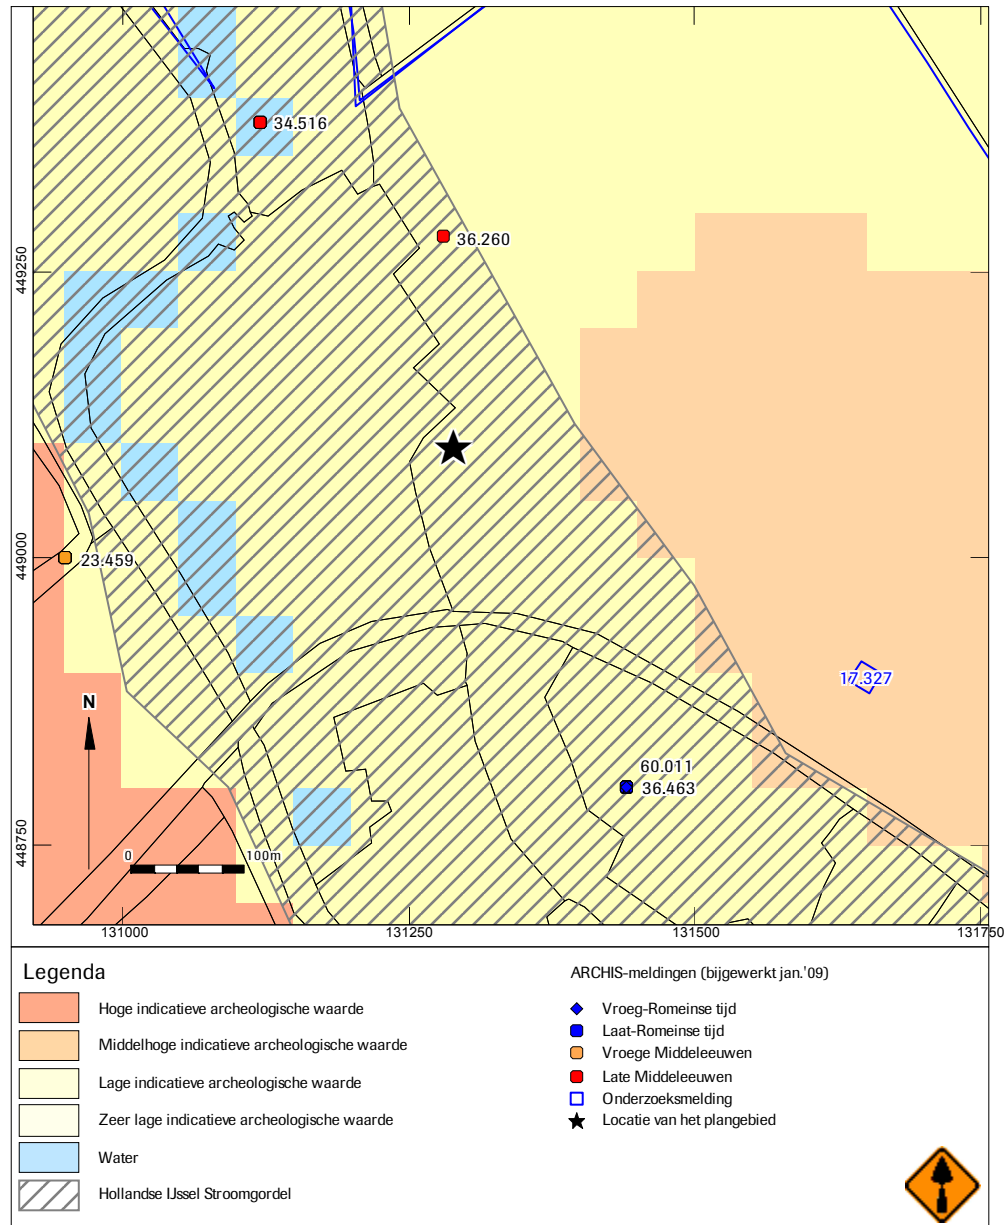 34.516
36.260
449250
449000
23.459
17.327
N
60.011
36.463
448750
0
100m
131000
131250
131500
131750
Legenda
Hoge indicatieve archeologische waarde
Middelhoge indicatieve archeologische waarde
Lage indicatieve archeologische waarde
Zeer lage indicatieve archeologische waarde
Water
Hollandse IJssel Stroomgordel
ARCHIS-meldingen (bijgewerkt jan.'09)
Vroeg-Romeinse tijd
Laat-Romeinse tijd
Vroege Middeleeuwen
Late Middeleeuwen
Onderzoeksmelding
Locatie van het plangebied